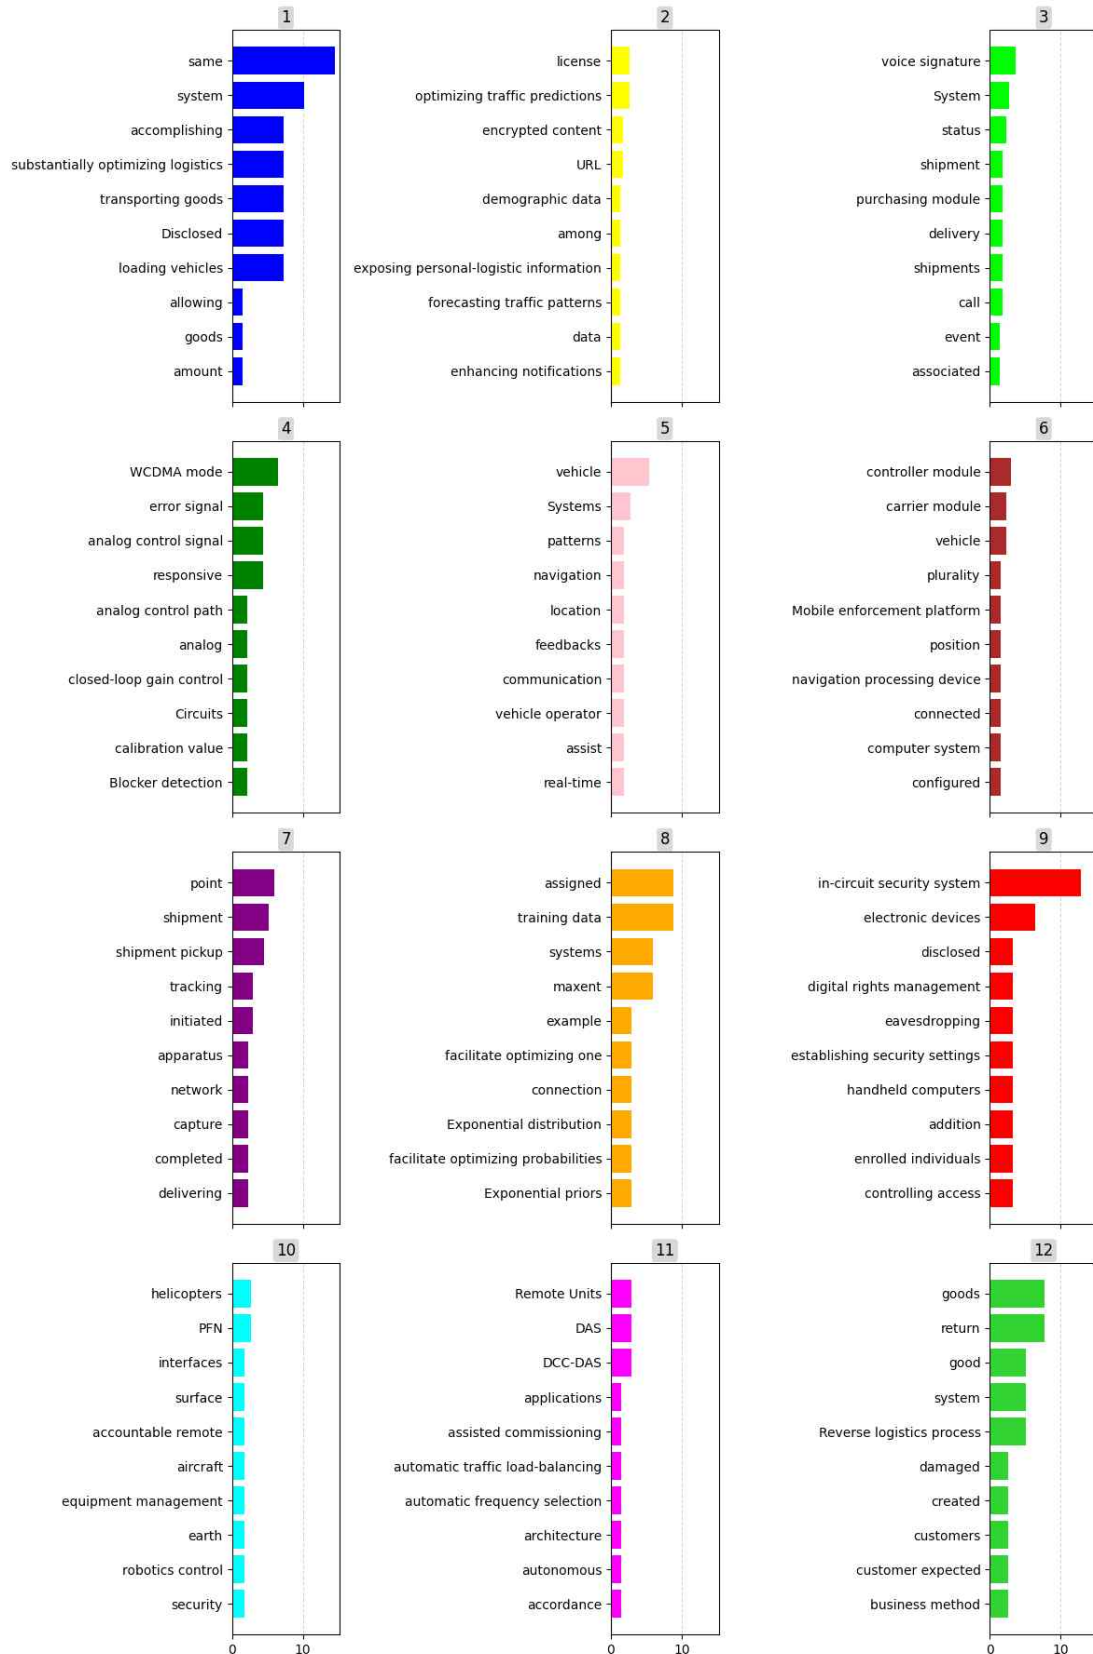 1
same
system
accomplishing
substantially optimizing logistics
transporting goods
Disclosed
loading vehicles
allowing
goods
amount
2
license
optimizing traffic predictions
encrypted content
URL
demographic data
among
exposing personal-logistic information
forecasting traffic patterns
data
enhancing notifications
3
voice signature
System
status
shipment
purchasing module
delivery
shipments
call
event
associated
4
WCDMA mode
error signal
analog control signal
responsive
analog control path
analog
closed-loop gain control
Circuits
calibration value
Blocker detection
5
vehicle
Systems
patterns
navigation
location
feedbacks
communication
vehicle operator
assist
real-time
6
controller module
carrier module
vehicle
plurality
Mobile enforcement platform
position
navigation processing device
connected
computer system
configured
7
point
shipment
shipment pickup
tracking
initiated
apparatus
network
capture
completed
delivering
8
assigned
training data
systems
maxent
example
facilitate optimizing one
connection
Exponential distribution
facilitate optimizing probabilities
Exponential priors
9
in-circuit security system
electronic devices
disclosed
digital rights management
eavesdropping
establishing security settings
handheld computers
addition
enrolled individuals
controlling access
10
helicopters
PFN
interfaces
surface
accountable remote
aircraft
equipment management
earth
robotics control
security
0 10
11
Remote Units
DAS
DCC-DAS
applications
assisted commissioning
automatic traffic load-balancing
automatic frequency selection
architecture
autonomous
accordance
0 10
12
goods
return
good
system
Reverse logistics process
damaged
created
customers
customer expected
business method
0 10